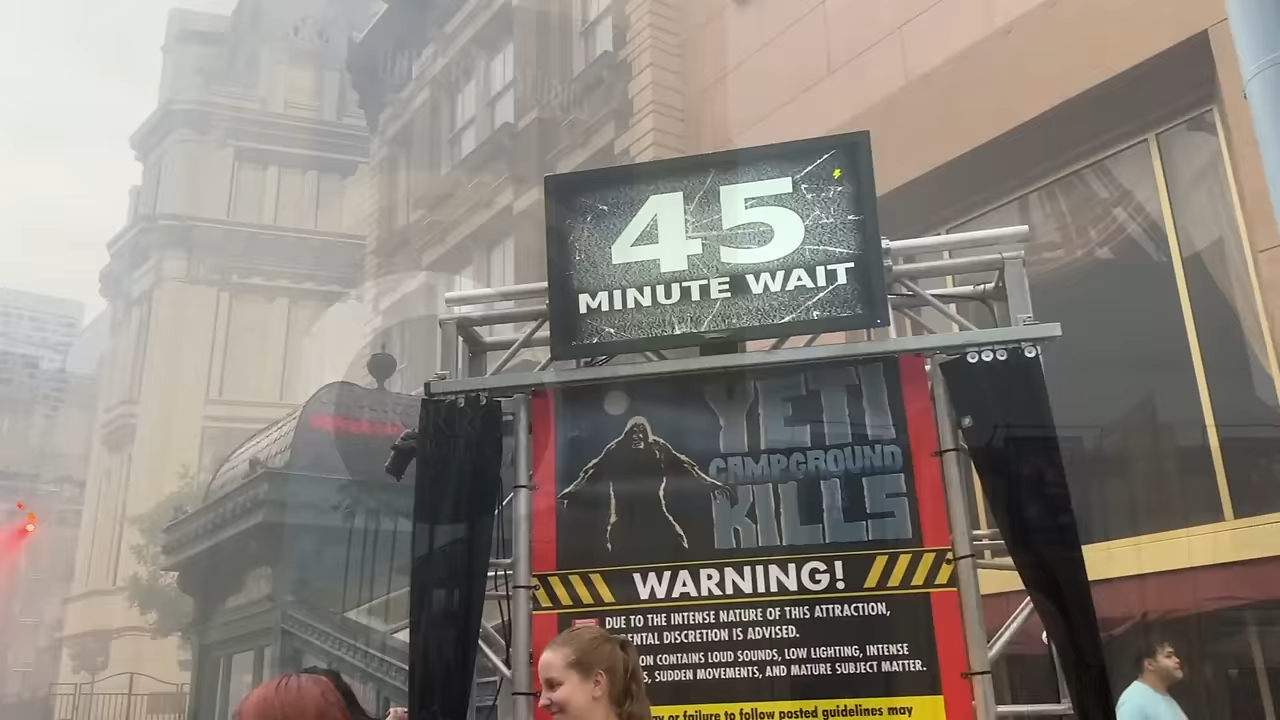 45
MINUTE WAIT
YETI
CAMPGROUND
KILLS
WARNING!
DUE TO THE INTENSE NATURE OF THIS ATTRACTION,
DISCRETION IS ADVISED.
CONTAINS LOUD SOUNDS, LOW LIGHTING, INTENSE
SUDDEN MOVEMENTS, AND MATURE SUBJECT MATTER.
or failure to follow posted guidelines may